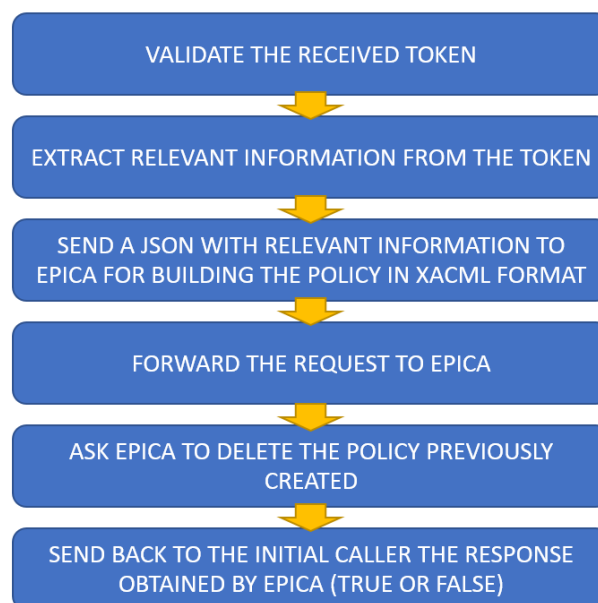 VALIDATE THE RECEIVED TOKEN
EXTRACT RELEVANT INFORMATION FROM THE TOKEN
SEND A JSON WITH RELEVANT INFORMATION TO
EPICA FOR BUILDING THE POLICY IN XACML FORMAT
FORWARD THE REQUEST TO EPICA
ASK EPICA TO DELETE THE POLICY PREVIOUSLY
CREATED
SEND BACK TO THE INITIAL CALLER THE RESPONSE
OBTAINED BY EPICA (TRUE OR FALSE)